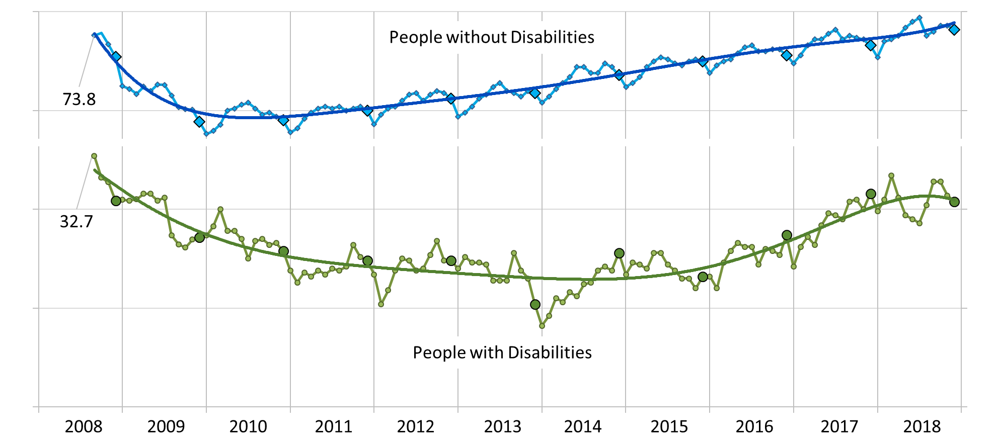 People without Disabilities
73.8
32.7
People with Disabilities
2008 2009 2010 2011 2012 2013 2014 2015 2016 2017 2018